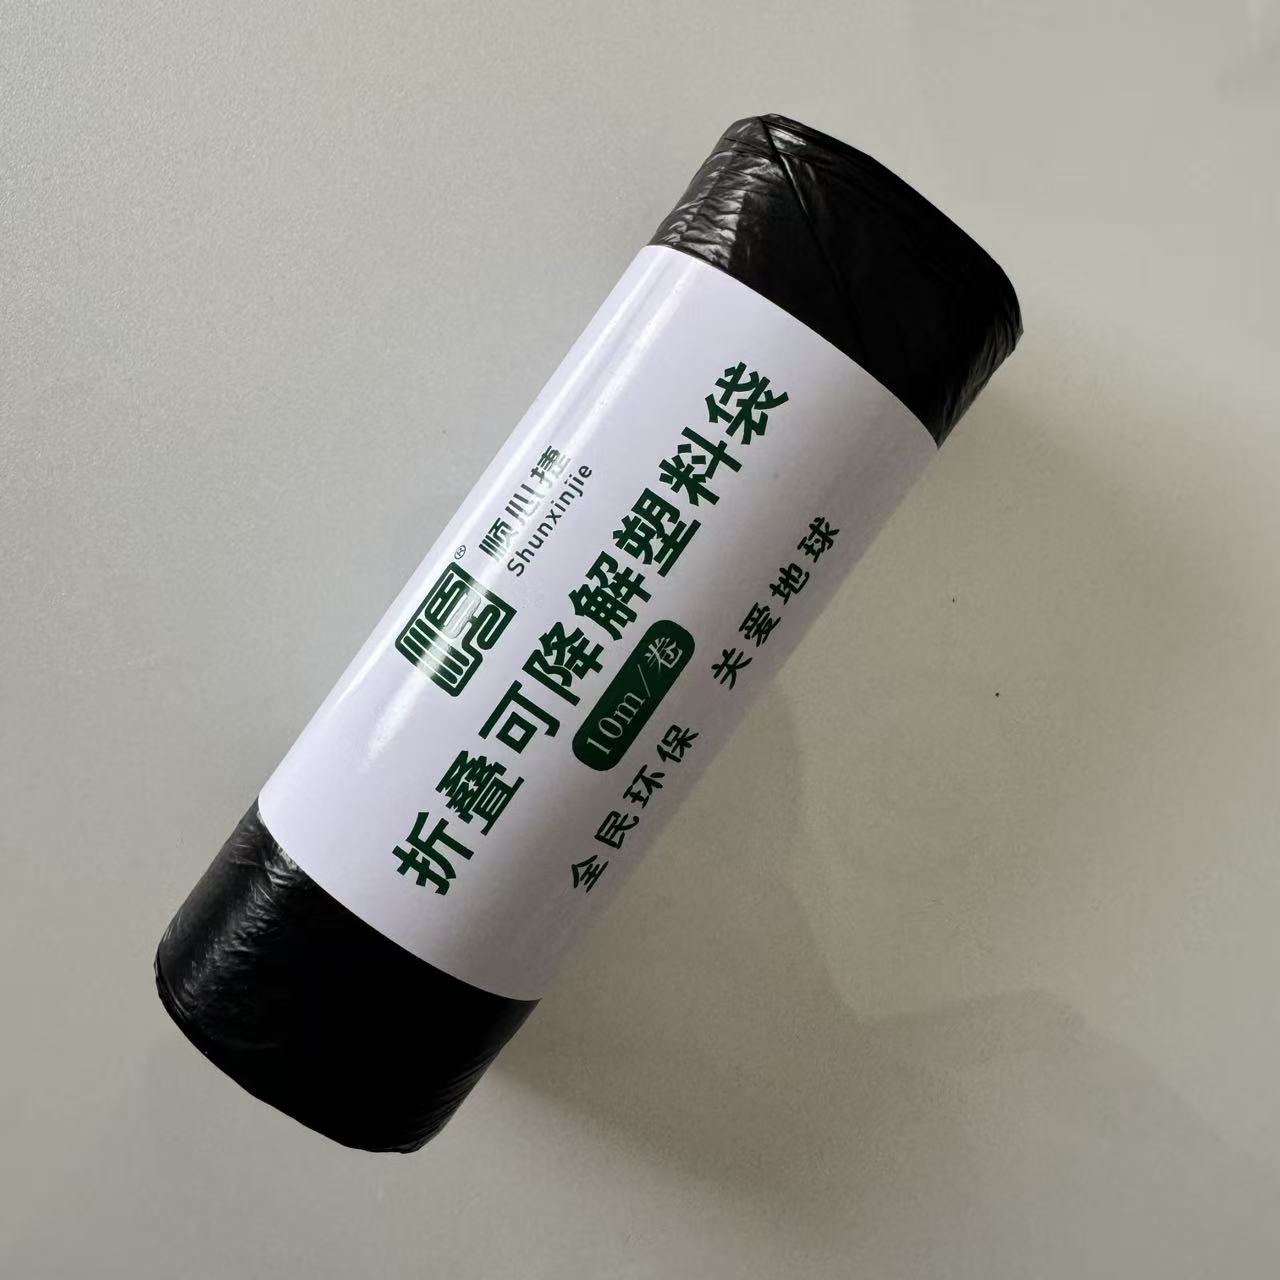 顺心捷
Shunxinjie
折叠可降解塑料袋
10m/卷
全民环保 关爱地球